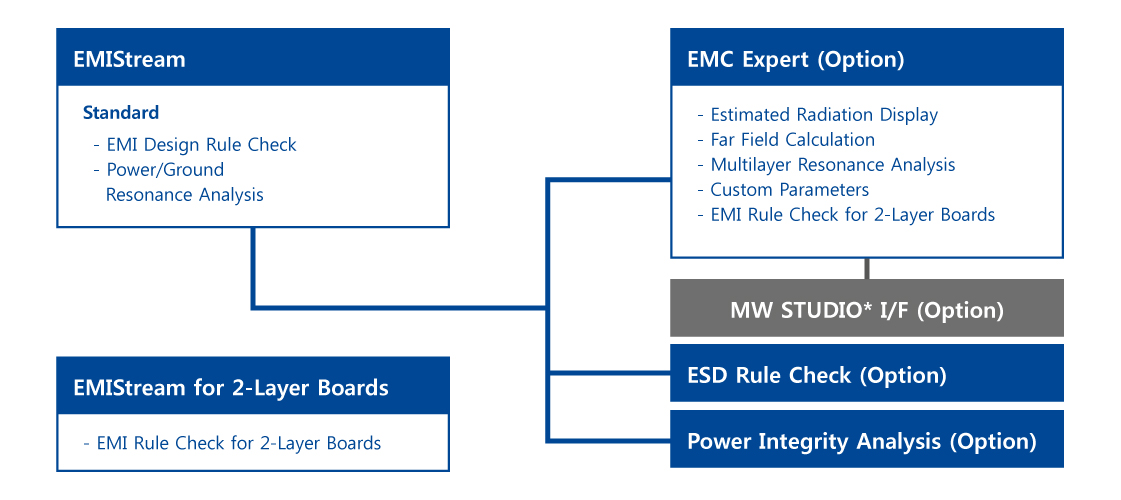 EMIStream
Standard
- EMI Design Rule Check
- Power/Ground
Resonance Analysis
EMIStream for 2-Layer Boards
- EMI Rule Check for 2-Layer Boards
EMC Expert (Option)
- Estimated Radiation Display
- Far Field Calculation
- Multilayer Resonance Analysis
- Custom Parameters
- EMI Rule Check for 2-Layer Boards
MW STUDIO* I/F (Option)
ESD Rule Check (Option)
Power Integrity Analysis (Option)